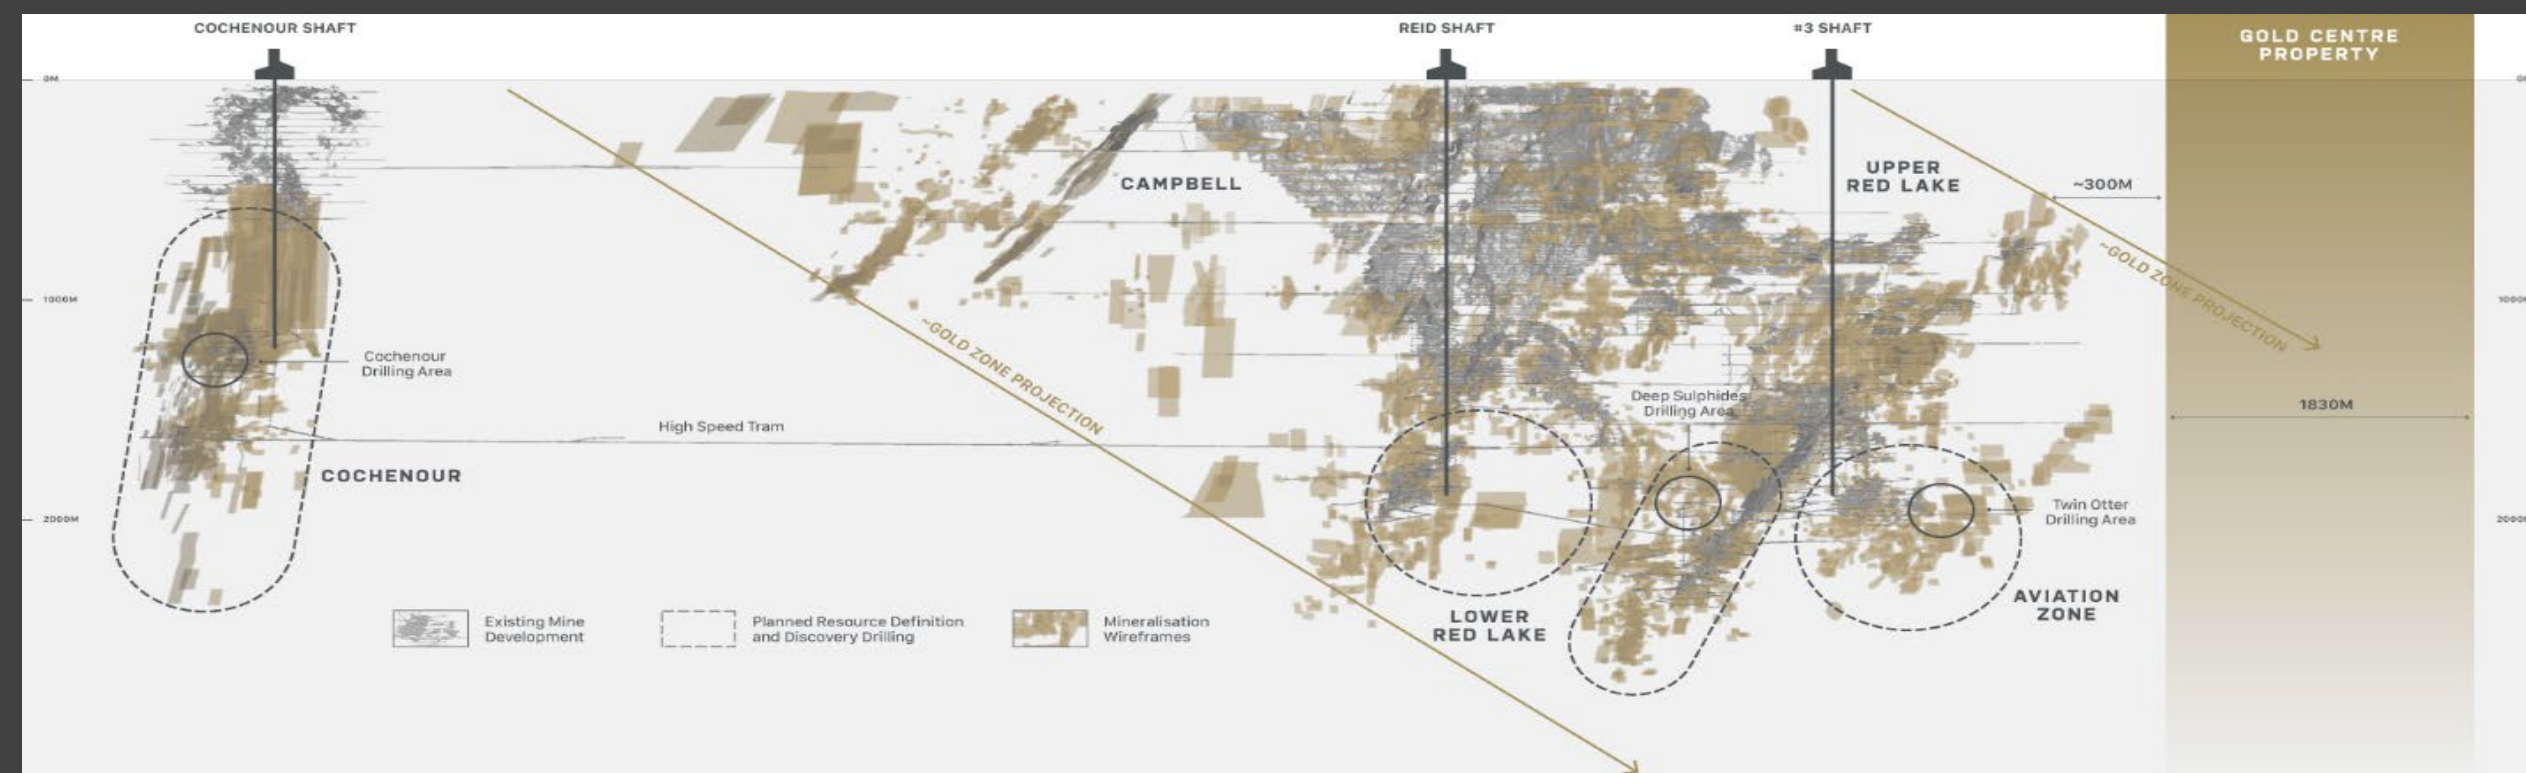 COCHENOUR SHAFT
REID SHAFT
#3 SHAFT
GOLD CENTRE
PROPERTY
0M
CAMPBELL
UPPER
RED LAKE
~300M
~GOLD ZONE PROJECTION
1000M
1000
~GOLD ZONE PROJECTION
Cochenour
Drilling Area
Deep Sulphides
Drilling Area
1830M
High Speed Tram
COCHENOUR
2000M
2000
Twin Otter
Drilling Area
AVIATION
ZONE
LOWER
RED LAKE
Existing Mine
Development
Planned Resource Definition
and Discovery Drilling
Mineralisation
Wireframes